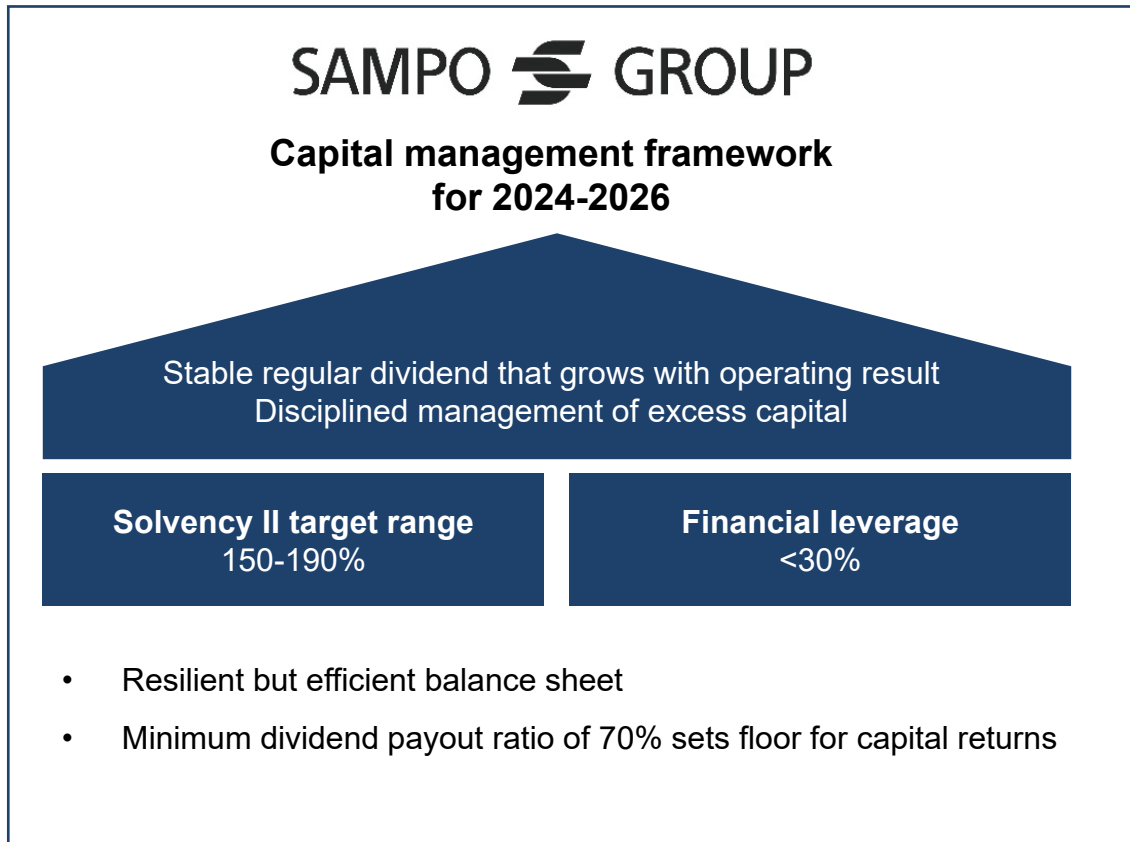 SAMPO GROUP
Capital management framework
for 2024-2026
Stable regular dividend that grows with operating result
Disciplined management of excess capital
Solvency II target range
150-190%
Financial leverage
<30%
• Resilient but efficient balance sheet
• Minimum dividend payout ratio of 70% sets floor for capital returns